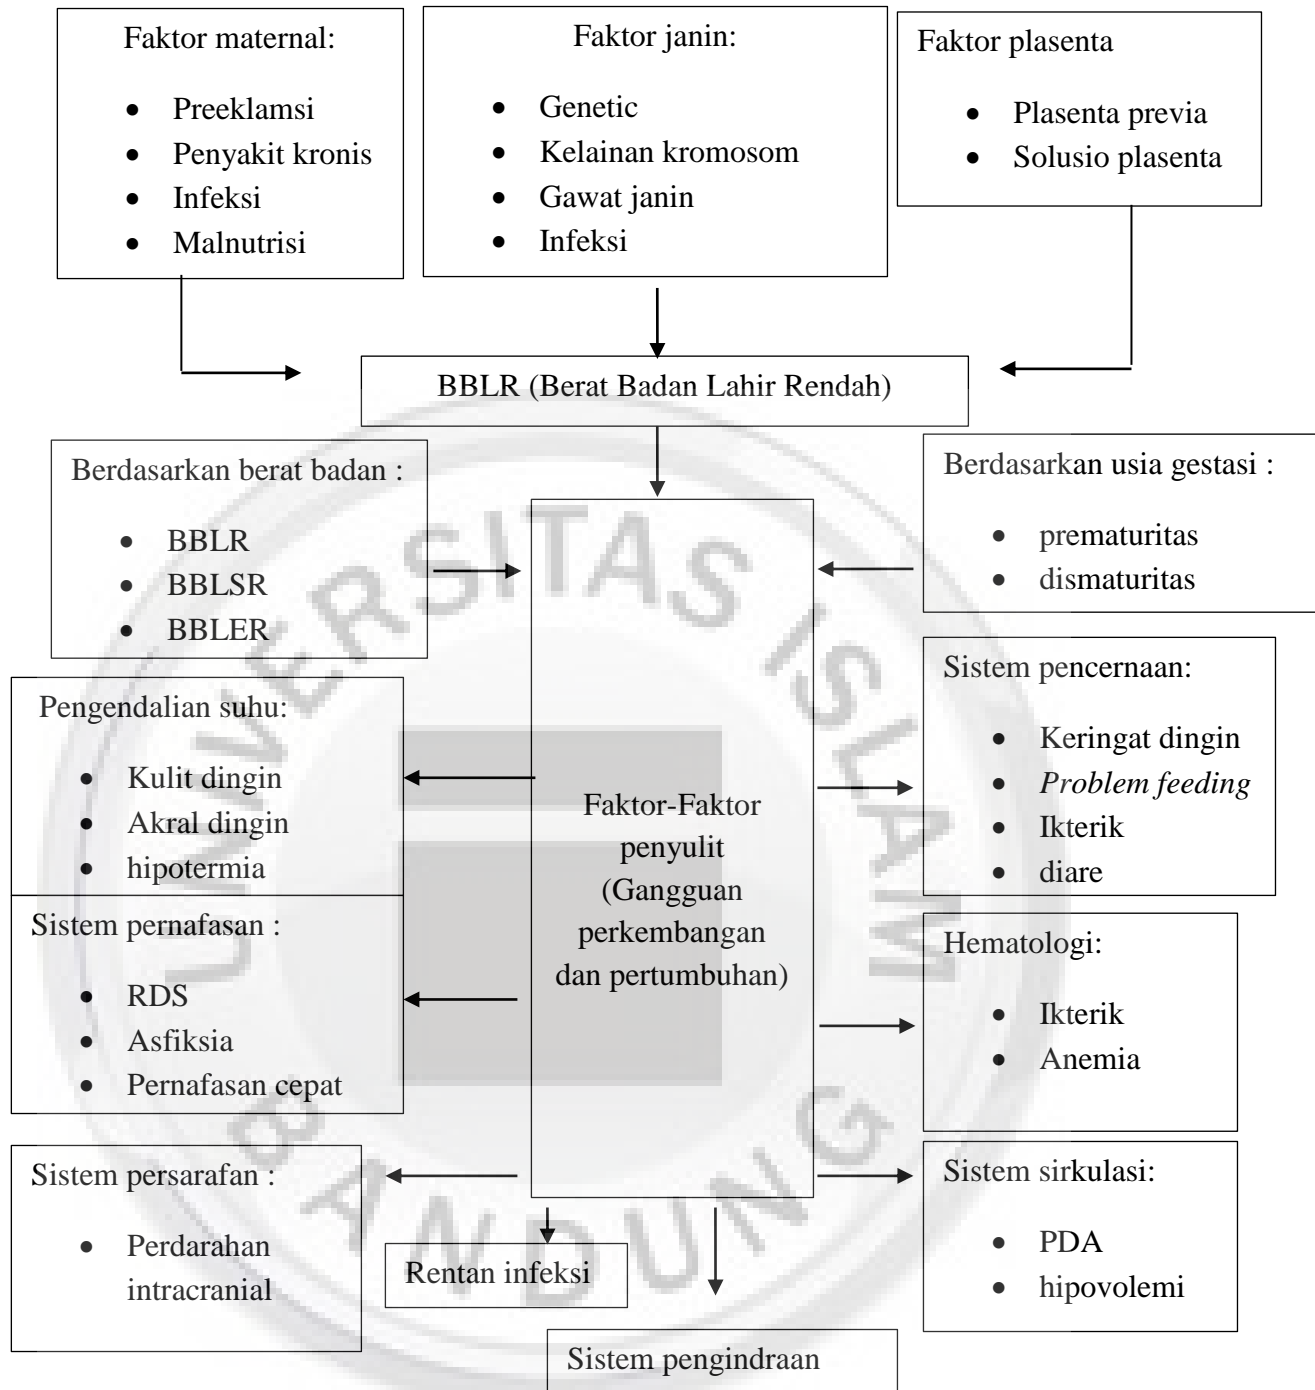 Faktor maternal:
• Preeklamsi
• Penyakit kronis
• Infeksi
• Malnutrisi
Faktor janin:
• Genetic
• Kelainan kromosom
• Gawat janin
• Infeksi
Faktor plasenta
• Plasenta previa
• Solusio plasenta
BBLR (Berat Badan Lahir Rendah)
Berdasarkan berat badan :
• BBLR
• BBLSR
• BBLER
Berdasarkan usia gestasi :
• prematuritas
• dismaturitas
Pengendalian suhu:
• Kulit dingin
• Akral dingin
• hipotermia
Sistem pernafasan :
• RDS
• Asfiksia
• Pernafasan cepat
Sistem persarafan :
• Perdarahan
intracranial
Faktor-Faktor
penyulit
(Gangguan
perkembangan
dan pertumbuhan)
Sistem pencernaan:
• Keringat dingin
• Problem feeding
• Ikterik
• diare
Hematologi:
• Ikterik
• Anemia
Sistem sirkulasi:
• PDA
• hipovolemi
Rentan infeksi
Sistem pengindraan
UNIVERSITAS ISLAM
BANDUNG